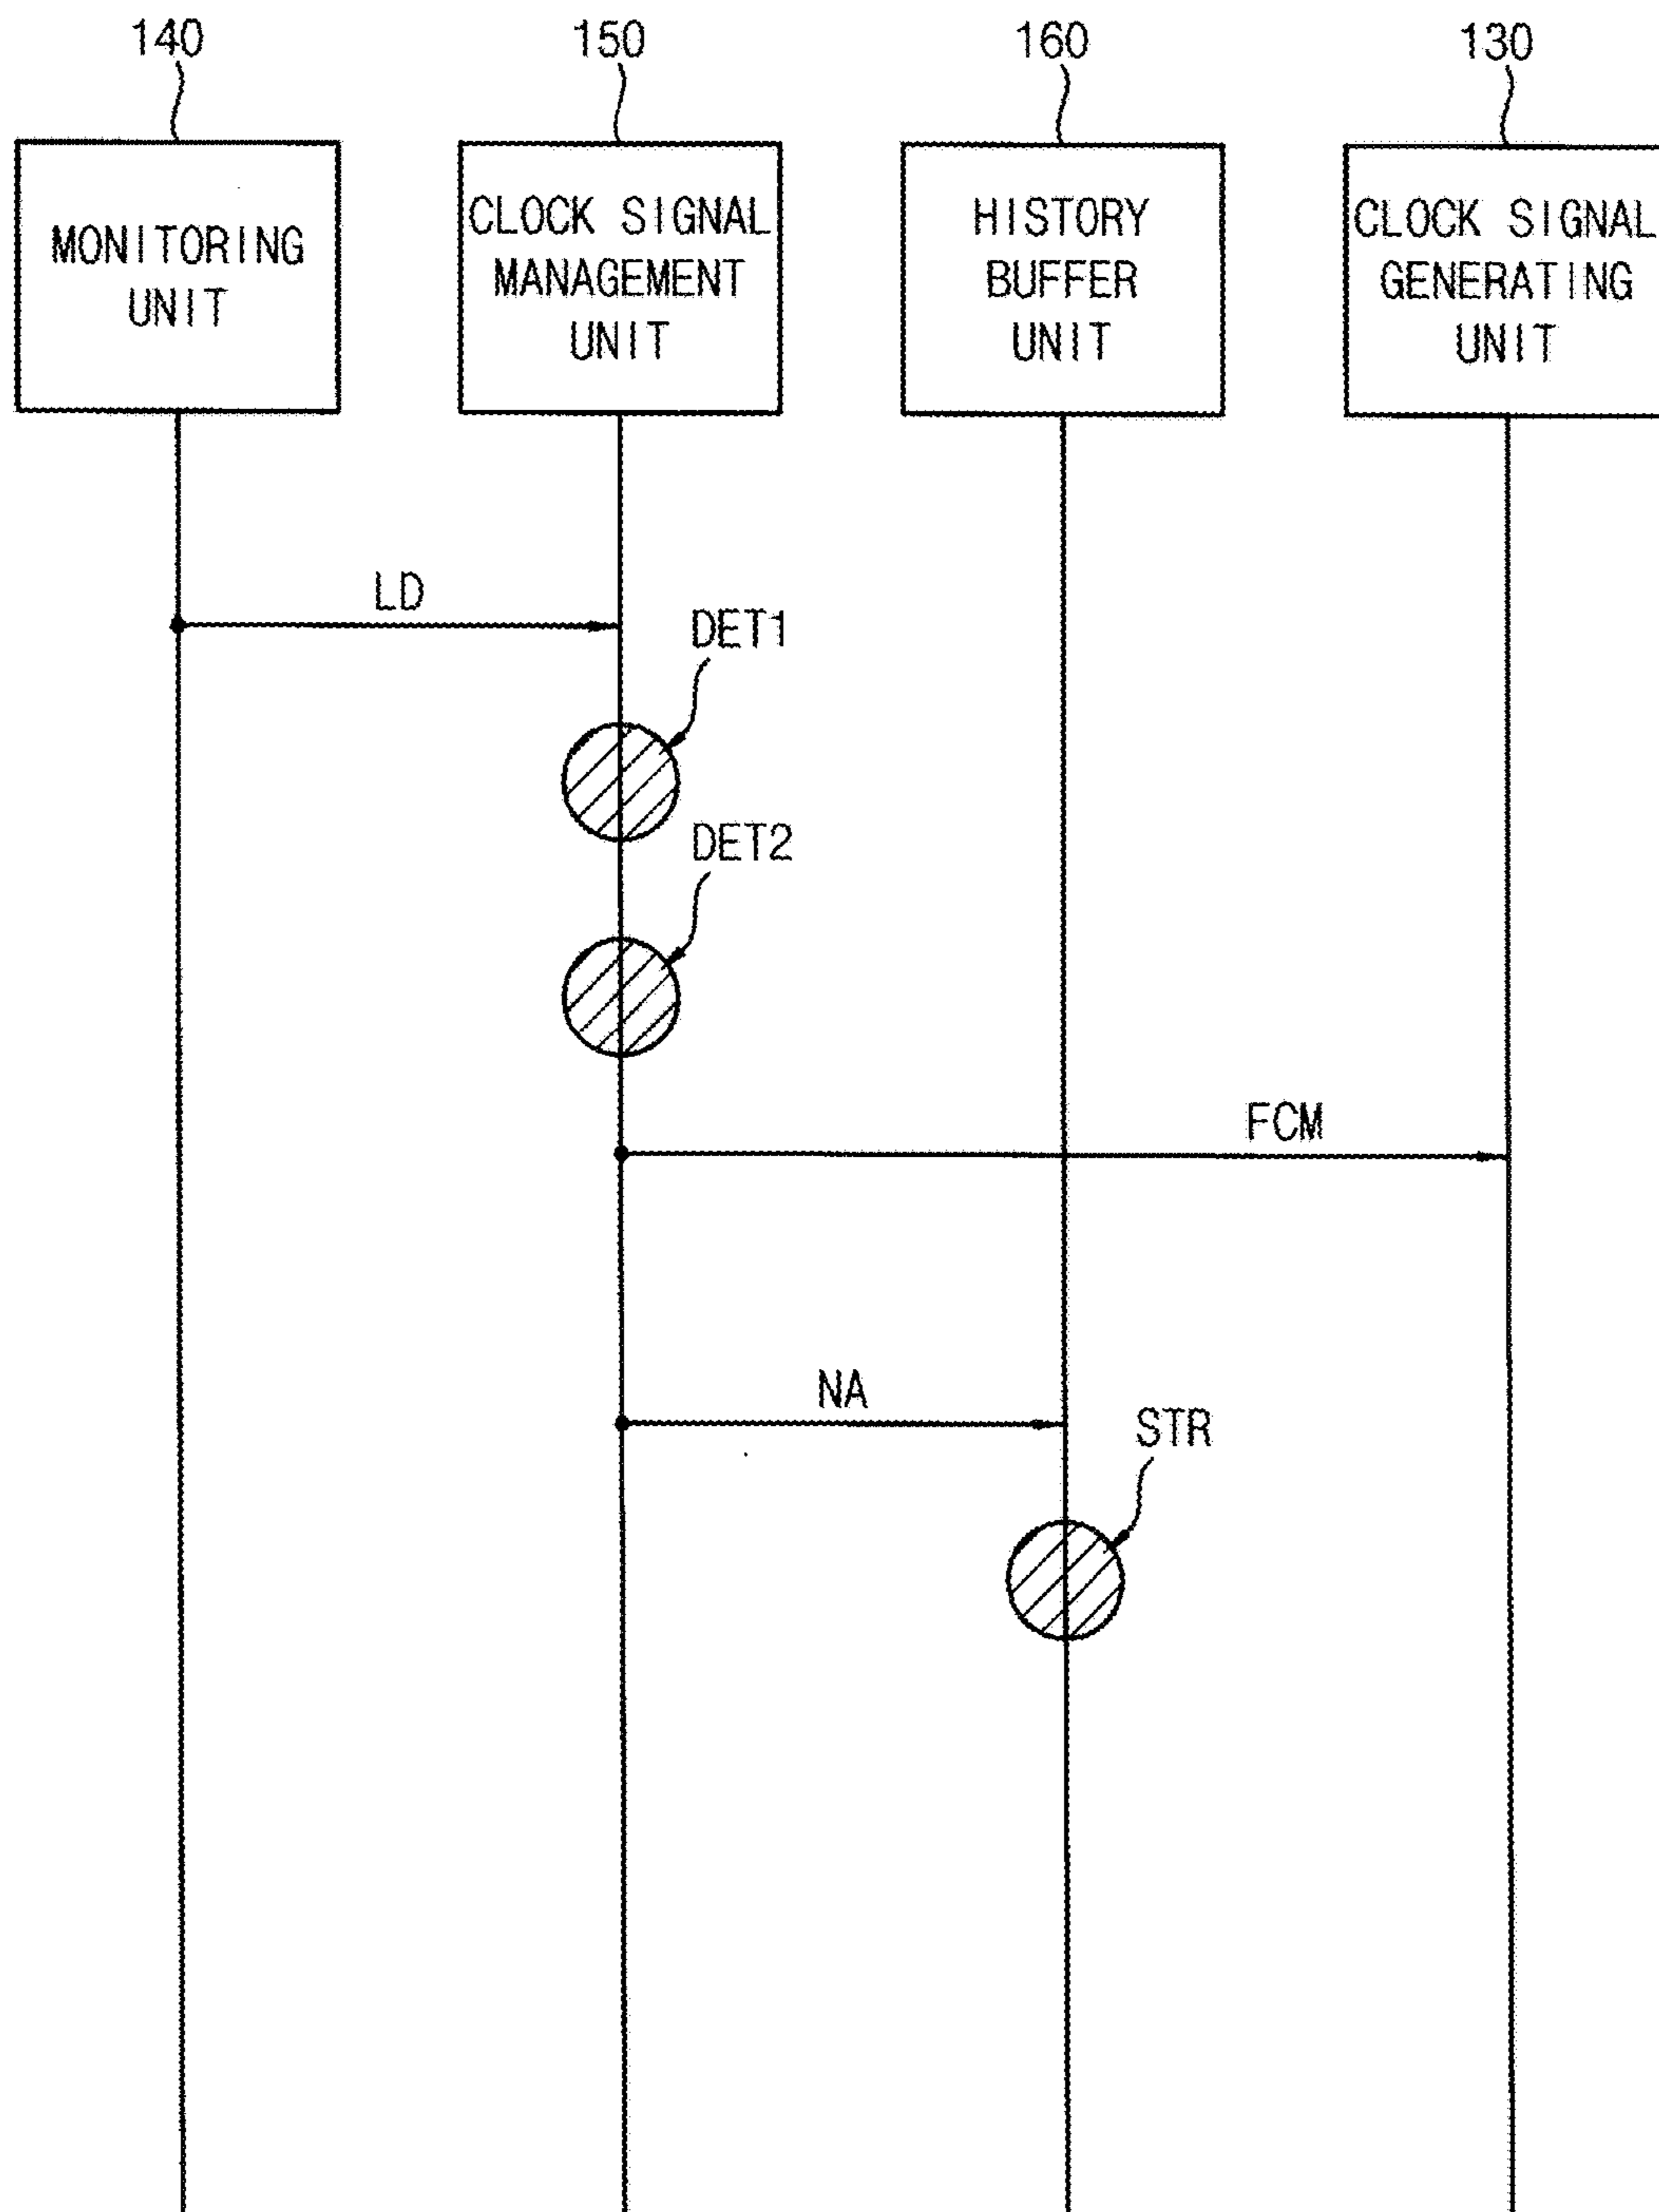 140
150
160
130
MONITORING
UNIT
CLOCK SIGNAL
MANAGEMENT
UNIT
HISTORY
BUFFER
UNIT
CLOCK SIGNAL
GENERATING
UNIT
LD
DET1
DET2
FCM
NA
STR